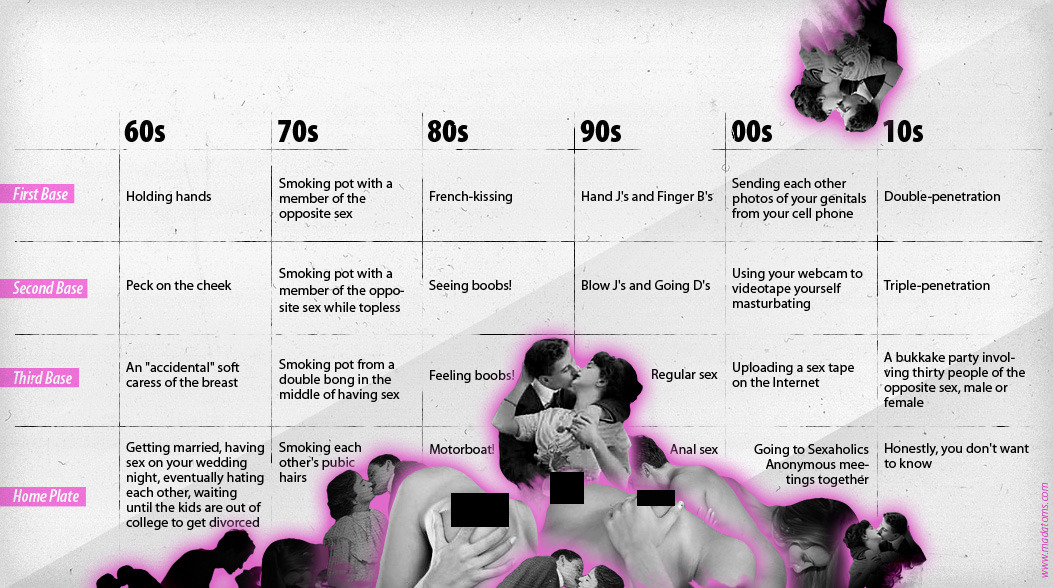 60s
70s
80s
90s
00s
10s
First Base
Holding hands
Smoking pot with a
member of the
opposite sex
French-kissing
Hand J's and Finger B's
Sending each other
photos of your genitals
from your cell phone
Double-penetration
Second Base
Peck on the cheek
Smoking pot with a
member of the oppo-
site sex while topless
Seeing boobs!
Blow J's and Going D's
Using your webcam to
videotape yourself
masturbating
Triple-penetration
Third Base
An "accidental" soft
caress of the breast
Smoking pot from a
double bong in the
middle of having sex
Feeling boobs!
Regular sex
Uploading a sex tape
on the Internet
A bukkake party invol-
ving thirty people of the
opposite sex, male or
female
Home Plate
Getting married, having
sex on your wedding
night, eventually hating
each other, waiting
until the kids are out of
college to get divorced
Smoking each
other's pubic
hairs
Motorboat!
Anal sex
Going to Sexaholics
Anonymous mee-
tings together
Honestly, you don't want
to know
www.madatoms.com